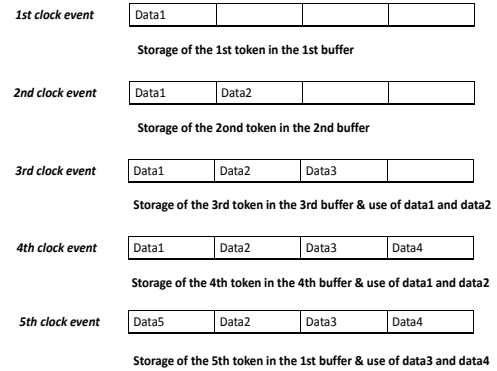 1st clock event Data1
Storage of the 1st token in the 1st buffer
2nd clock event Data1 Data2
Storage of the 2ond token in the 2nd buffer
3rd clock event Data1 Data2 Data3
Storage of the 3rd token in the 3rd buffer & use of data1 and data2
4th clock event Data1 Data2 Data3 Data4
Storage of the 4th token in the 4th buffer & use of data1 and data2
5th clock event Data5 Data2 Data3 Data4
Storage of the 5th token in the 1st buffer & use of data3 and data4